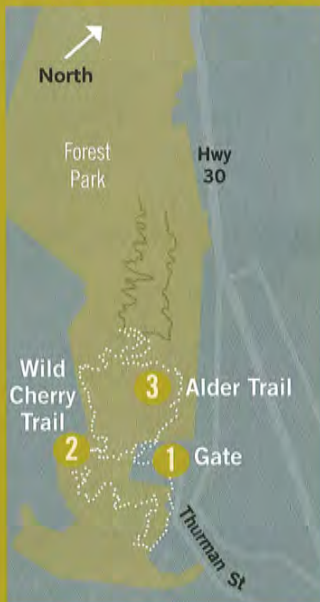 North
Forest
Park
Hwy
30
Wild
Cherry
Trail
3
Alder Trail
2
1
Gate
Thurman St